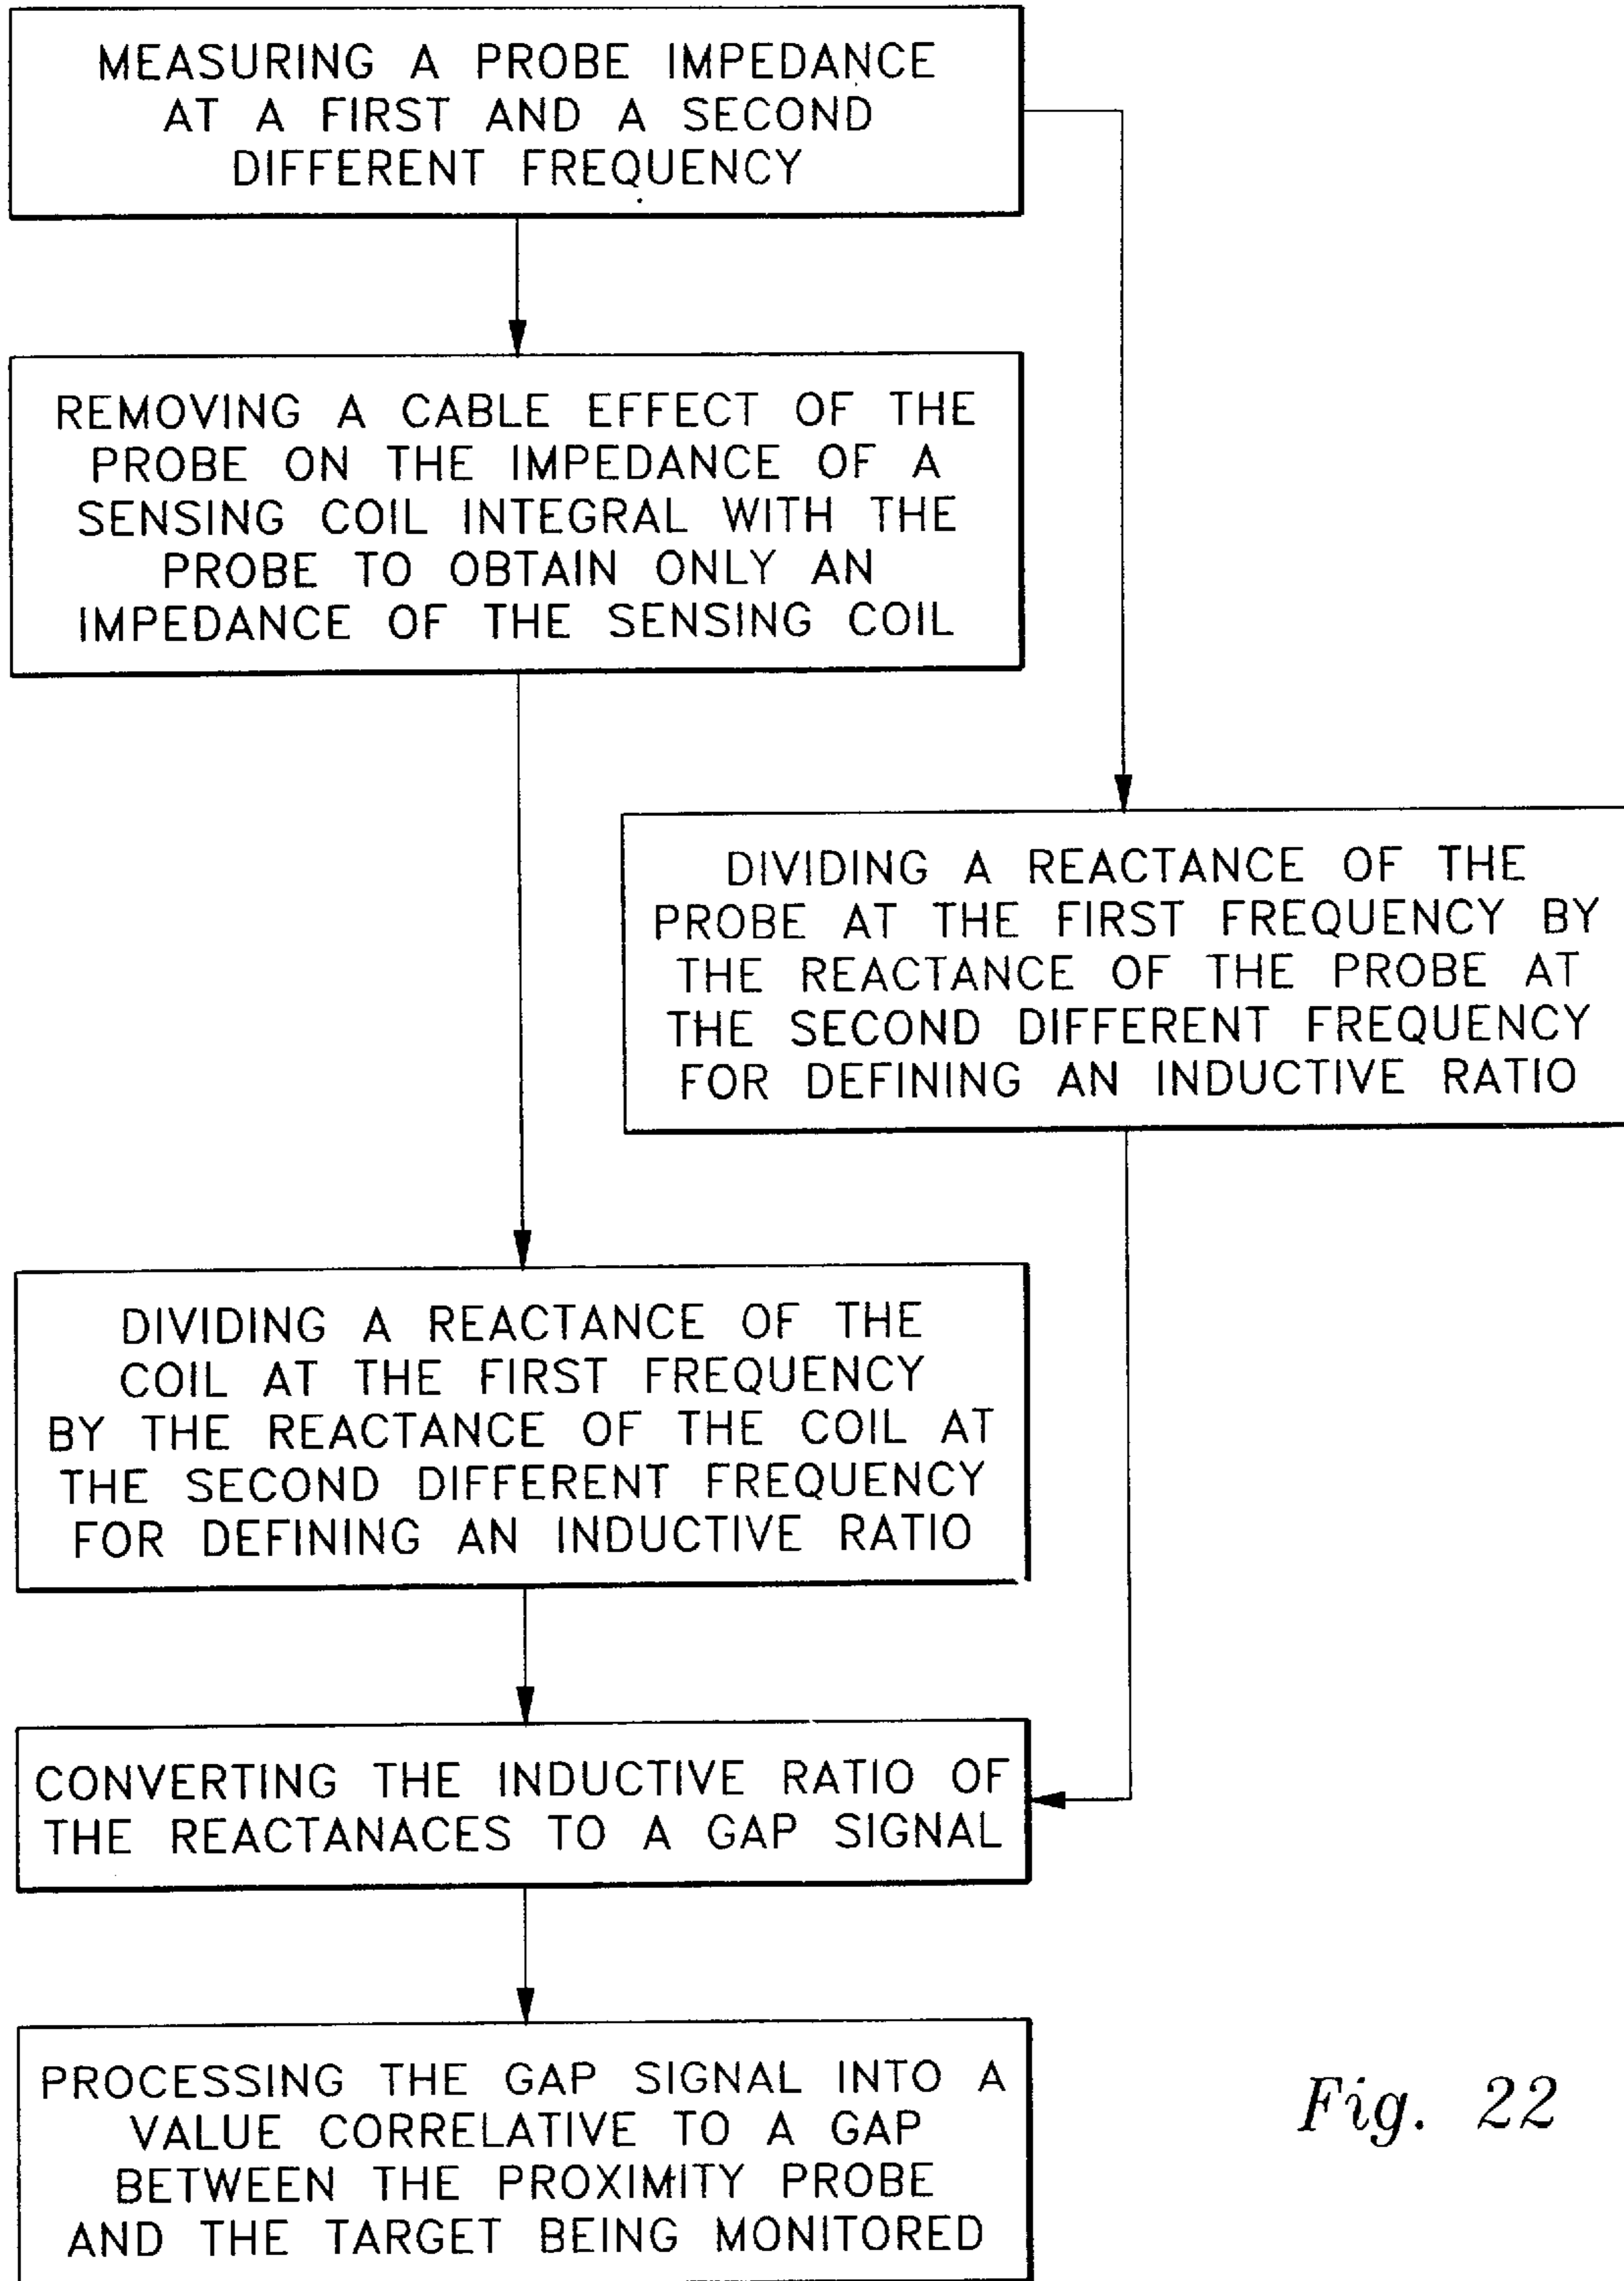 MEASURING A PROBE IMPEDANCE
AT A FIRST AND A SECOND
DIFFERENT FREQUENCY
REMOVING A CABLE EFFECT OF THE
PROBE ON THE IMPEDANCE OF A
SENSING COIL INTEGRAL WITH THE
PROBE TO OBTAIN ONLY AN
IMPEDANCE OF THE SENSING COIL
DIVIDING A REACTANCE OF THE
PROBE AT THE FIRST FREQUENCY BY
THE REACTANCE OF THE PROBE AT
THE SECOND DIFFERENT FREQUENCY
FOR DEFINING AN INDUCTIVE RATIO
DIVIDING A REACTANCE OF THE
COIL AT THE FIRST FREQUENCY
BY THE REACTANCE OF THE COIL AT
THE SECOND DIFFERENT FREQUENCY
FOR DEFINING AN INDUCTIVE RATIO
CONVERTING THE INDUCTIVE RATIO OF
THE REACTANACES TO A GAP SIGNAL
PROCESSING THE GAP SIGNAL INTO A
VALUE CORRELATIVE TO A GAP
BETWEEN THE PROXIMITY PROBE
AND THE TARGET BEING MONITORED
Fig. 22